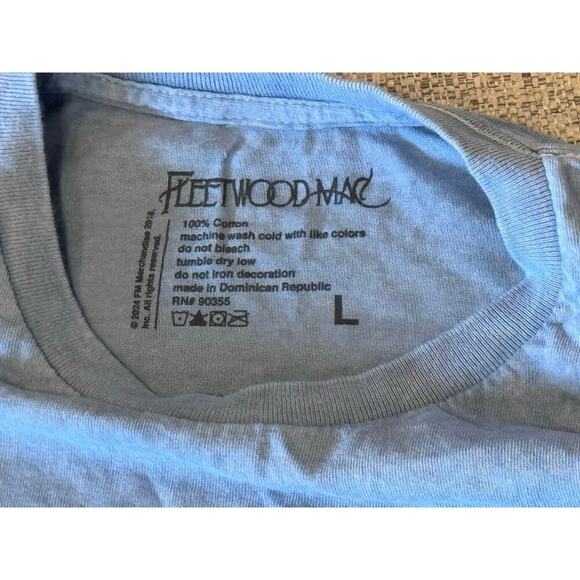 FLEETWOOD MAC
100% Cotton
machine wash cold with like colors
do not bleach
tumble dry low
do not iron decoration
made in Dominican Republic
RN# 90355
L
© 2024 FM Merchandise 2018,
Inc. All rights reserved.